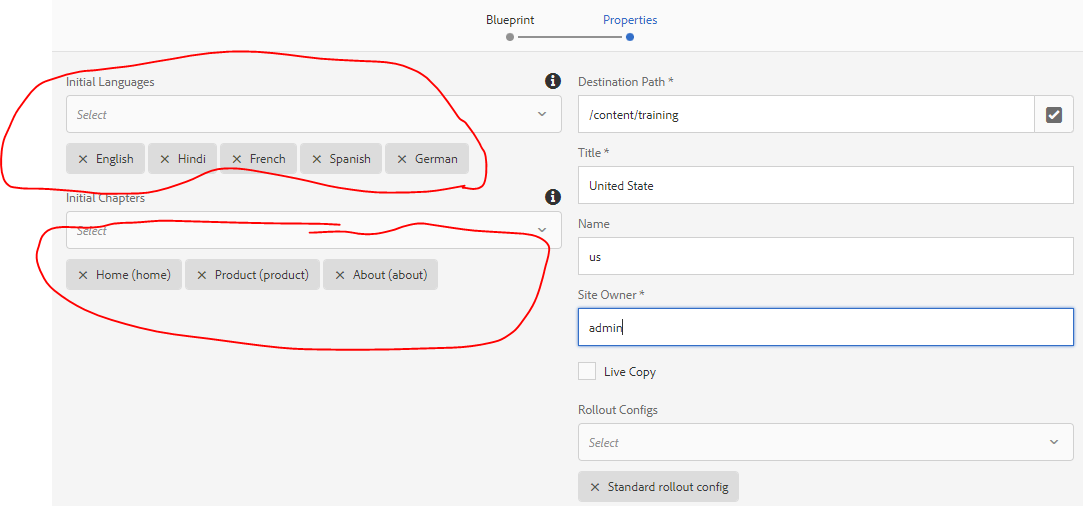 Blueprint
Properties
Initial Languages
Select
× English × Hindi × French × Spanish × German
Initial Chapters
Select
× Home (home) × Product (product) × About (about)
Destination Path *
/content/training
Title *
United State
Name
us
Site Owner *
admin
Live Copy
Rollout Configs
Select
× Standard rollout config